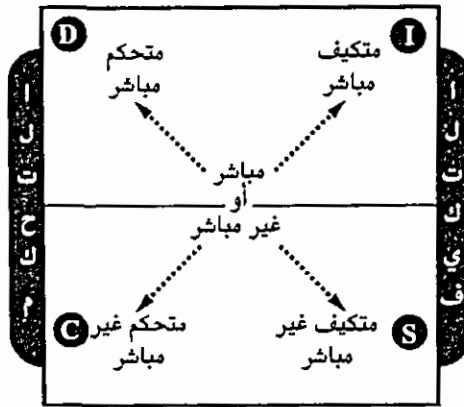 D
I
متحكم
مباشر
متكيف
مباشر
التحكم
التكيف
مباشر
أو
غير مباشر
C
متحكم غير
مباشر
متكيف غير
مباشر
S